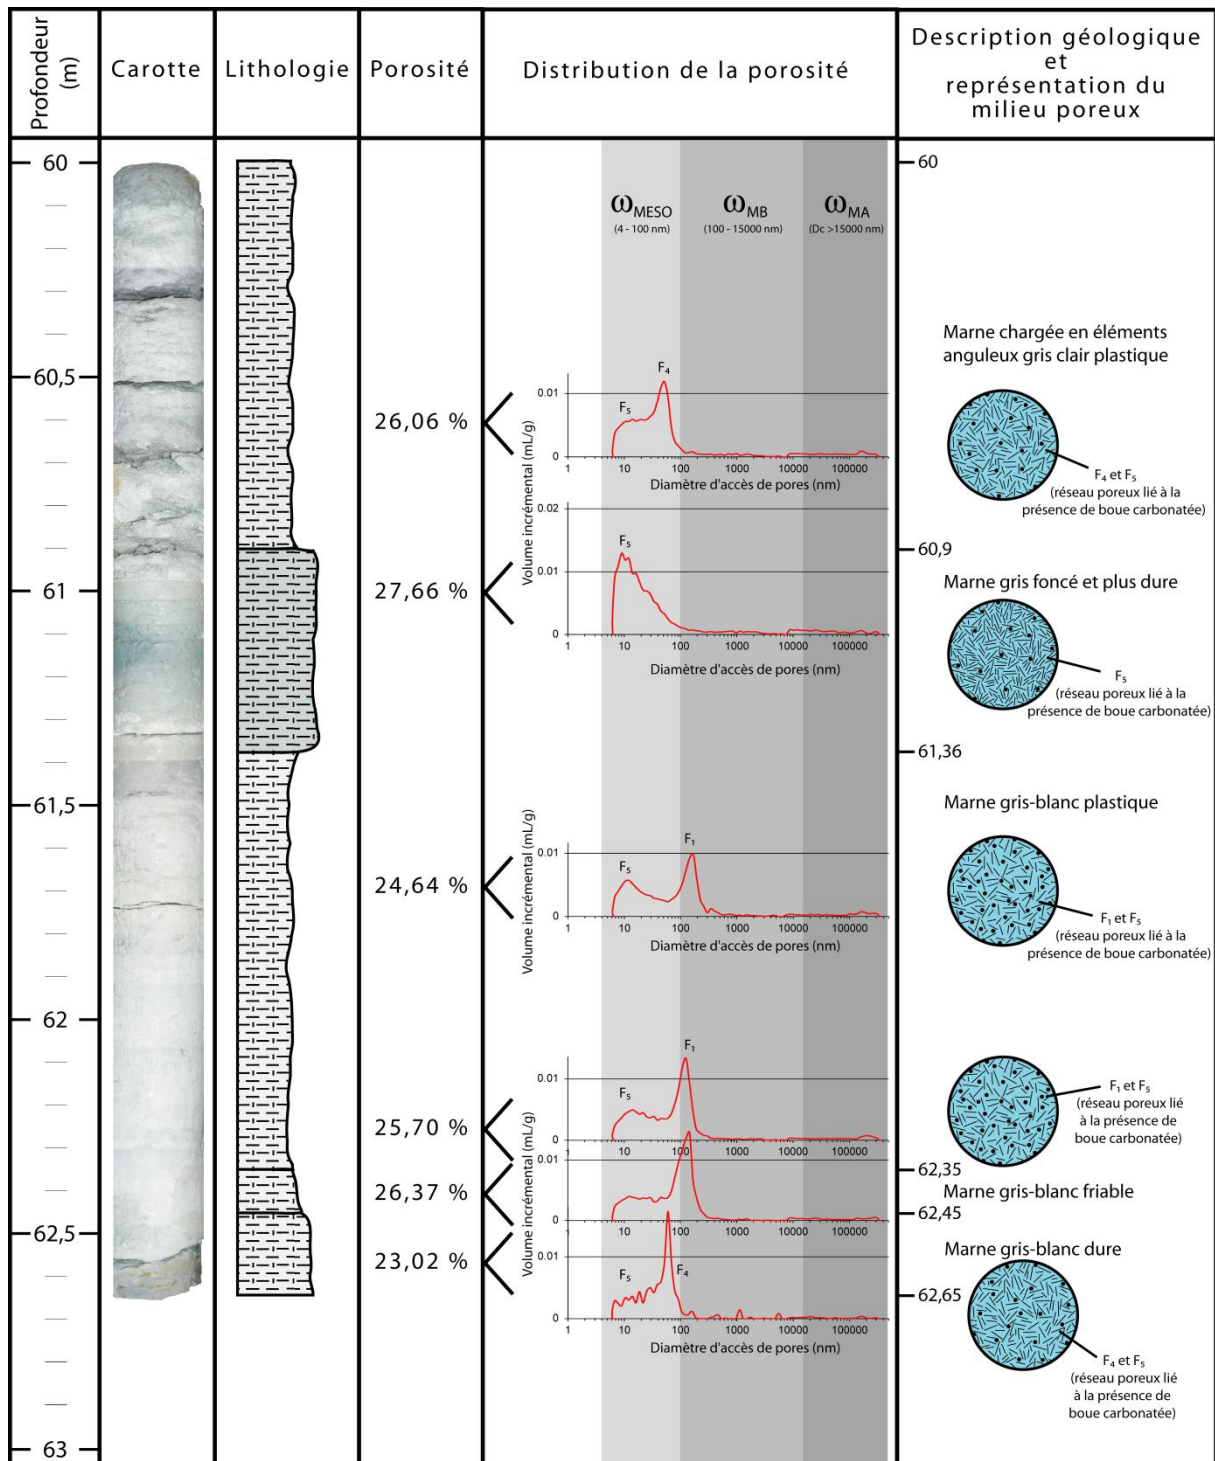 Profondeur
(m)
Carotte
Lithologie
Porosité
Distribution de la porosité
Description géologique
et
représentation du
milieu poreux
60
60,5
61
61,5
62
62,5
63
26,06 %
27,66 %
24,64 %
25,70 %
26,37 %
23,02 %
ωMESO
(4 - 100 nm)
ωMB
(100 - 15000 nm)
ωMA
(Dc >15000 nm)
Volume incrémental (mL/g)
0.01
0
F₅
F₄
1
10
100
1000
10000
100000
Diamètre d'accès de pores (nm)
0.02
0.01
0
F₅
1
10
100
1000
10000
100000
Diamètre d'accès de pores (nm)
Volume incrémental (mL/g)
0.01
0
F₅
F₁
1
10
100
1000
10000
100000
Diamètre d'accès de pores (nm)
Volume incrémental (mL/g)
0.01
0
F₅
F₁
1
10
100
1000
10000
100000
0.01
0
0.01
0
F₅
F₄
1
10
100
1000
10000
100000
Diamètre d'accès de pores (nm)
60
Marne chargée en éléments
anguleux gris clair plastique
F₄ et F₅
(réseau poreux lié à la
présence de boue carbonatée)
60,9
Marne gris foncé et plus dure
F₅
(réseau poreux lié à la
présence de boue carbonatée)
61,36
Marne gris-blanc plastique
F₁ et F₅
(réseau poreux lié à la
présence de boue carbonatée)
F₁ et F₅
(réseau poreux lié
à la présence de
boue carbonatée)
62,35
Marne gris-blanc friable
62,45
Marne gris-blanc dure
62,65
F₄ et F₅
(réseau poreux lié
à la présence de
boue carbonatée)